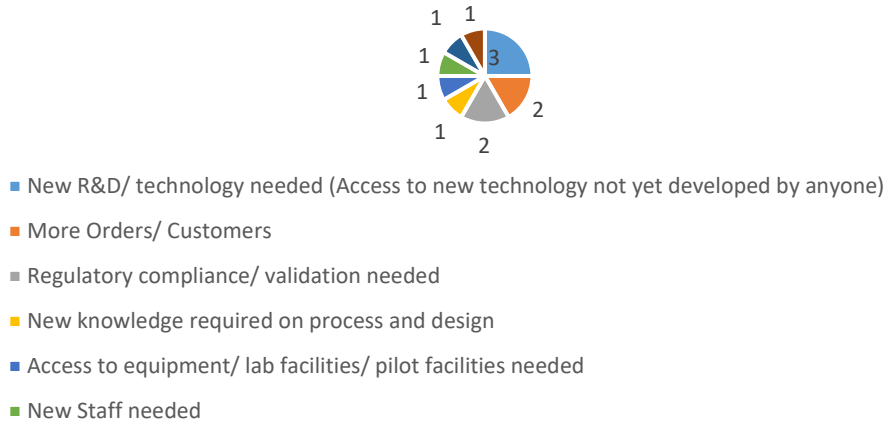 1
1
1
3
1
2
1
2
New R&D/ technology needed (Access to new technology not yet developed by anyone)
More Orders/ Customers
Regulatory compliance/ validation needed
New knowledge required on process and design
Access to equipment/ lab facilities/ pilot facilities needed
New Staff needed